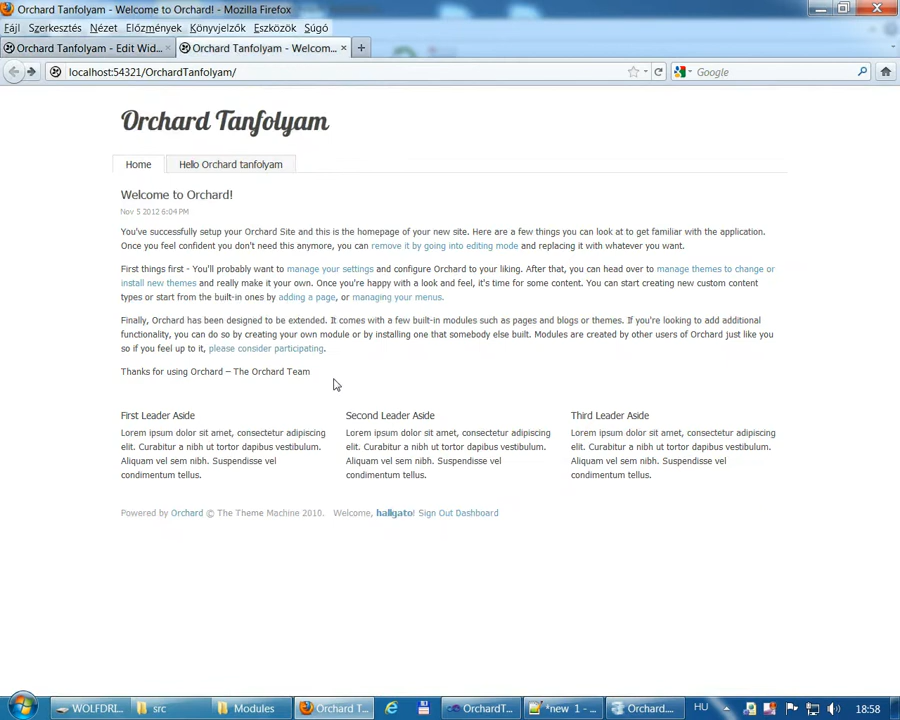 Orchard Tanfolyam - Welcome to Orchard! - Mozilla Firefox
Fájl Szerkesztés Nézet Előzmények Könyvjelzők Eszközök Súgó
Orchard Tanfolyam - Edit Wid... × Orchard Tanfolyam - Welcom... × +
localhost:54321/OrchardTanfolyam/ Google
Orchard Tanfolyam
Home Hello Orchard tanfolyam
Welcome to Orchard!
Nov 5 2012 6:04 PM
You've successfully setup your Orchard Site and this is the homepage of your new site. Here are a few things you can look at to get familiar with the application.
Once you feel confident you don't need this anymore, you can remove it by going into editing mode and replacing it with whatever you want.
First things first - You'll probably want to manage your settings and configure Orchard to your liking. After that, you can head over to manage themes to change or
install new themes and really make it your own. Once you're happy with a look and feel, it's time for some content. You can start creating new custom content
types or start from the built-in ones by adding a page, or managing your menus.
Finally, Orchard has been designed to be extended. It comes with a few built-in modules such as pages and blogs or themes. If you're looking to add additional
functionality, you can do so by creating your own module or by installing one that somebody else built. Modules are created by other users of Orchard just like you
so if you feel up to it, please consider participating.
Thanks for using Orchard – The Orchard Team
First Leader Aside Second Leader Aside Third Leader Aside
Lorem ipsum dolor sit amet, consectetur adipiscing Lorem ipsum dolor sit amet, consectetur adipiscing Lorem ipsum dolor sit amet, consectetur adipiscing
elit. Curabitur a nibh ut tortor dapibus vestibulum. elit. Curabitur a nibh ut tortor dapibus vestibulum. elit. Curabitur a nibh ut tortor dapibus vestibulum.
Aliquam vel sem nibh. Suspendisse vel Aliquam vel sem nibh. Suspendisse vel Aliquam vel sem nibh. Suspendisse vel
condimentum tellus. condimentum tellus. condimentum tellus.
Powered by Orchard © The Theme Machine 2010. Welcome, hallgato! Sign Out Dashboard
WOLFDRI... src Modules Orchard T... OrchardT... *new 1 - ... Orchard.... HU 18:58